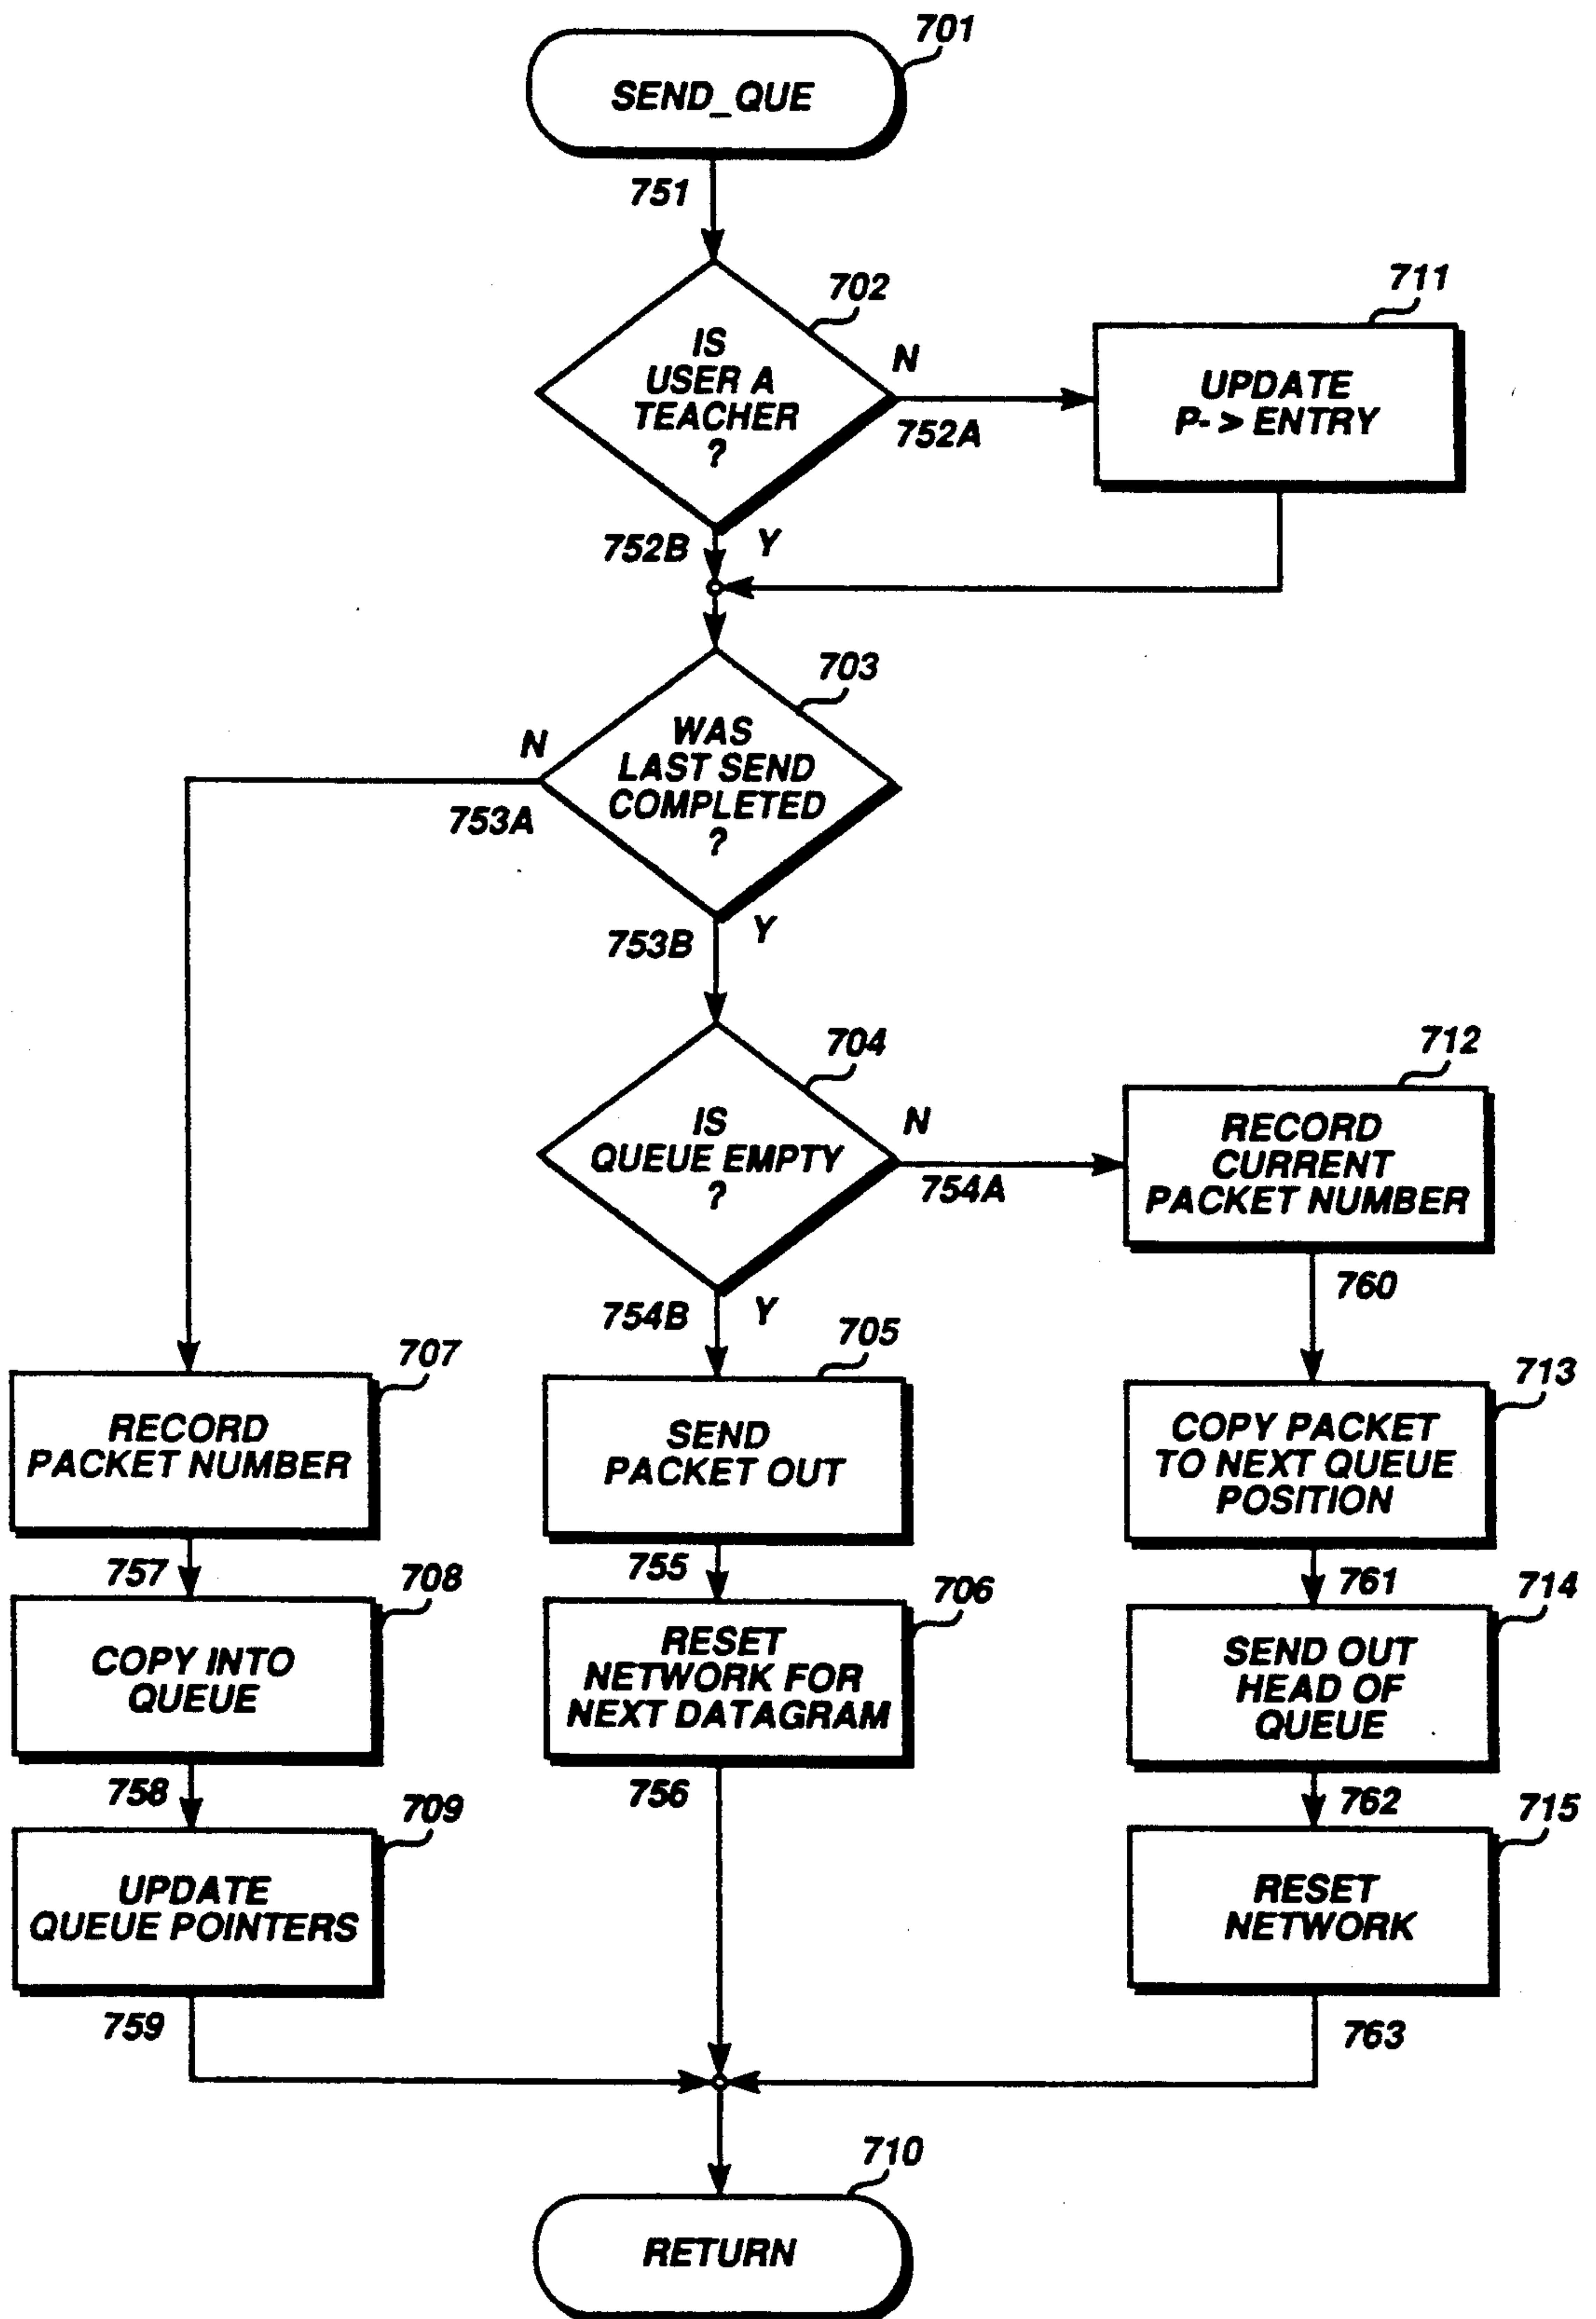 701
SEND_QUE
751
702
711
IS
USER A
TEACHER
?
N
752A
UPDATE
P- > ENTRY
752B
Y
703
WAS
LAST SEND
COMPLETED
?
N
753A
753B
Y
704
712
IS
QUEUE EMPTY
?
N
754A
RECORD
CURRENT
PACKET NUMBER
754B
Y
760
707
705
713
RECORD
PACKET NUMBER
SEND
PACKET OUT
COPY PACKET
TO NEXT QUEUE
POSITION
757
708
755
706
761
714
COPY INTO
QUEUE
RESET
NETWORK FOR
NEXT DATAGRAM
SEND OUT
HEAD OF
QUEUE
758
709
756
762
715
UPDATE
QUEUE POINTERS
RESET
NETWORK
759
763
710
RETURN